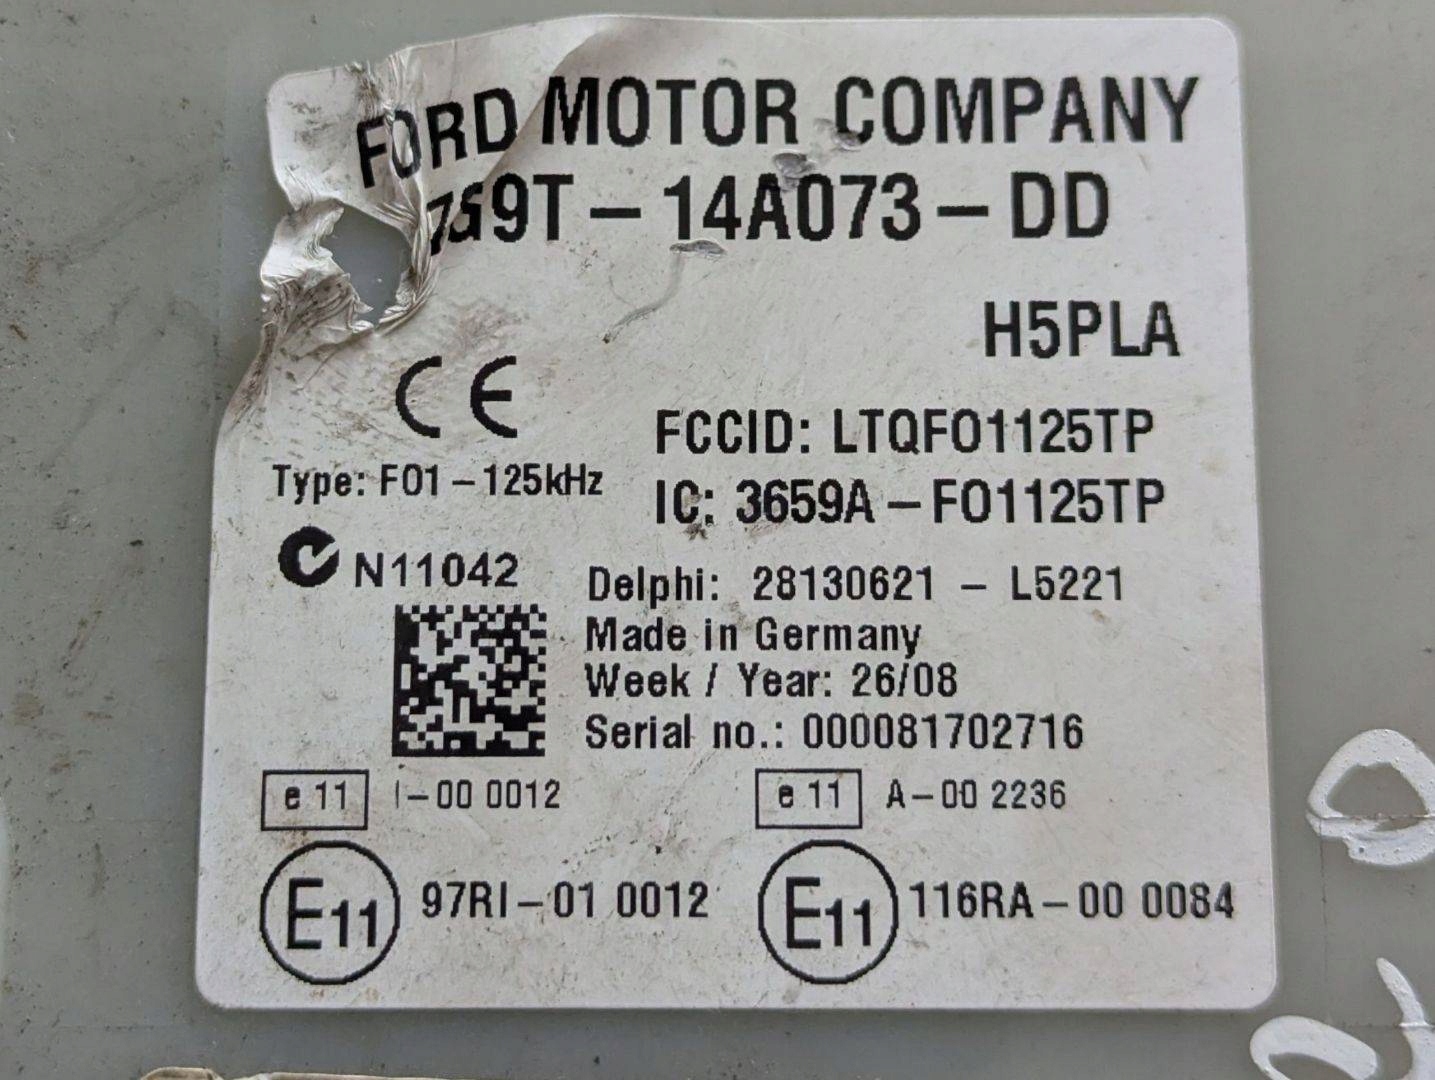 FORD MOTOR COMPANY
7S9T - 14A073 - DD
H5PLA
CE
FCCID: LTQFO1125TP
Type: FO1 - 125kHz
IC: 3659A - FO1125TP
N11042
Delphi: 28130621 - L5221
Made in Germany
Week / Year: 26/08
Serial no.: 000081702716
e 11 I-00 0012
e 11 A-00 2236
E11 97RI-01 0012
E11 116RA-00 0084